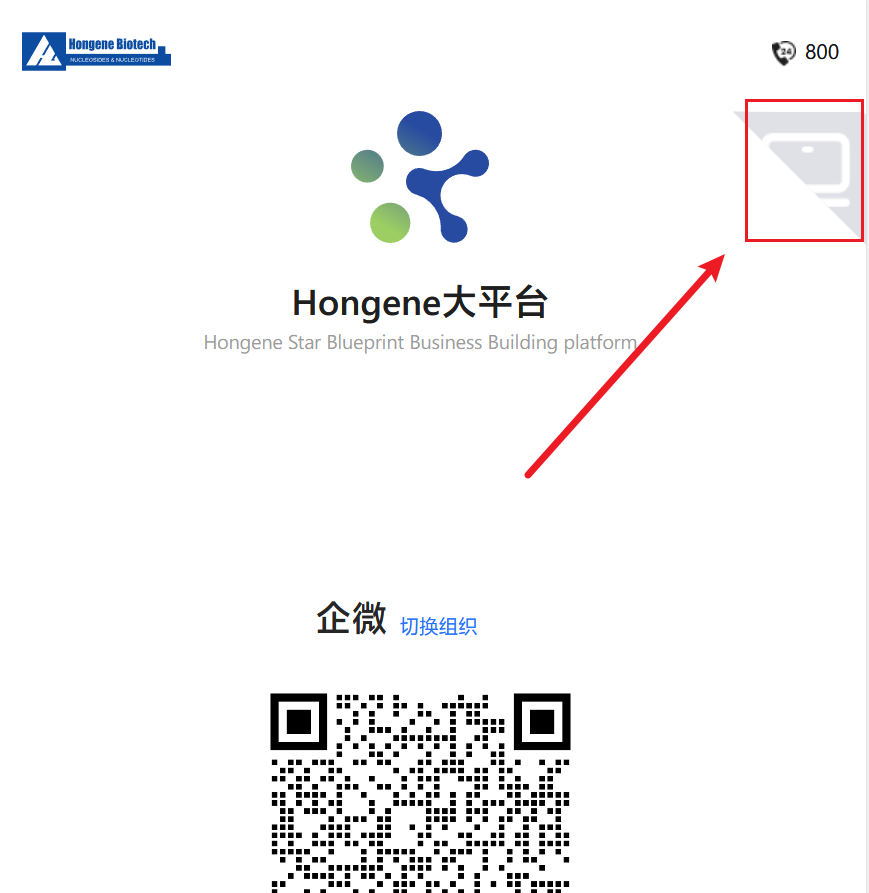 Hongene Biotech
NUCLEOSIDES & NUCLEOTIDES
24
800
Hongene大平台
Hongene Star Blueprint Business Building platform
企微 切换组织